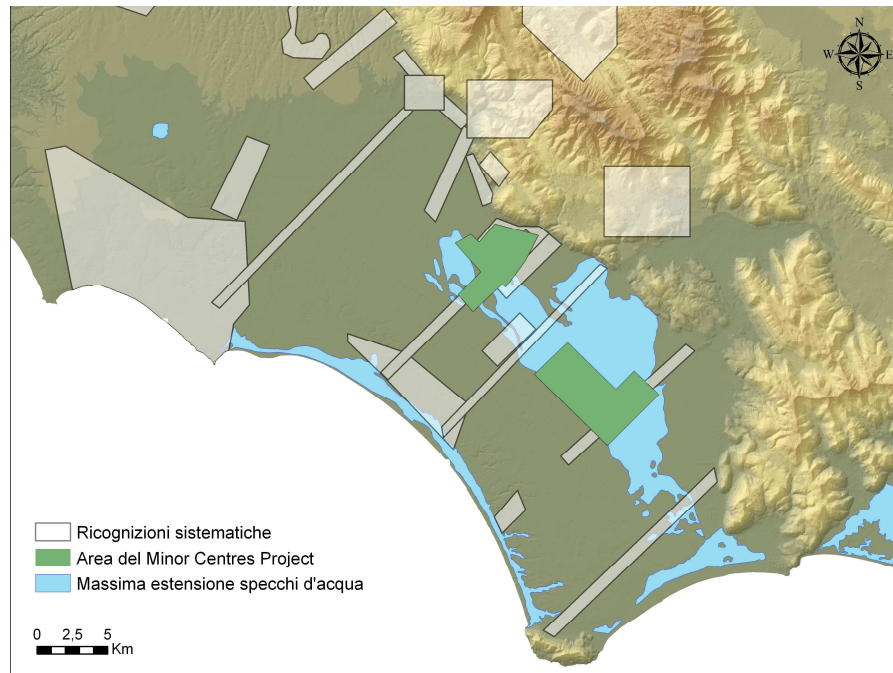 N
W E
S
Ricognizioni sistematiche
Area del Minor Centres Project
Massima estensione specchi d'acqua
0 2,5 5
Km